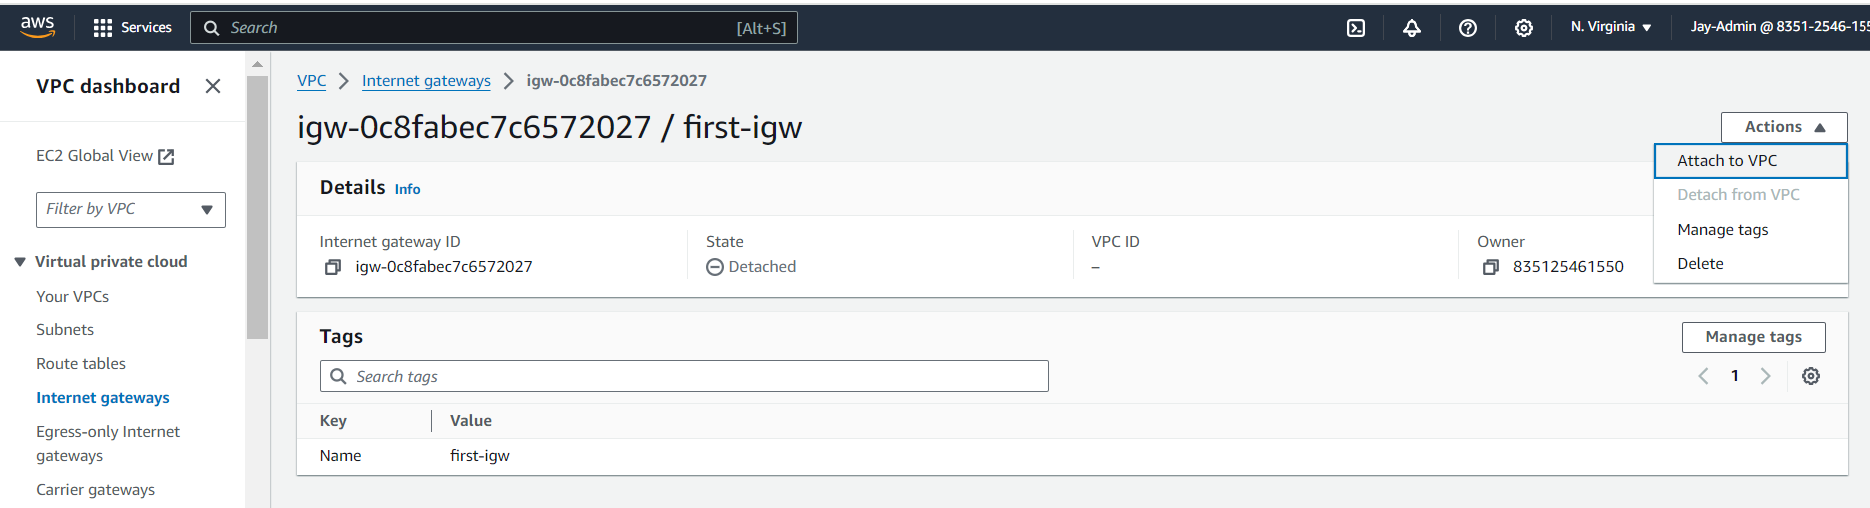 aws Services Search [Alt+S] N. Virginia Jay-Admin @ 8351-2546-155
VPC dashboard
EC2 Global View
Filter by VPC
Virtual private cloud
Your VPCs
Subnets
Route tables
Internet gateways
Egress-only Internet
gateways
Carrier gateways
VPC Internet gateways igw-0c8fabec7c6572027
igw-0c8fabec7c6572027 / first-igw
Actions
Attach to VPC
Detach from VPC
Manage tags
Delete
Details Info
Internet gateway ID
igw-0c8fabec7c6572027
State
Detached
VPC ID
–
Owner
835125461550
Tags
Manage tags
Search tags
1
Key Value
Name first-igw